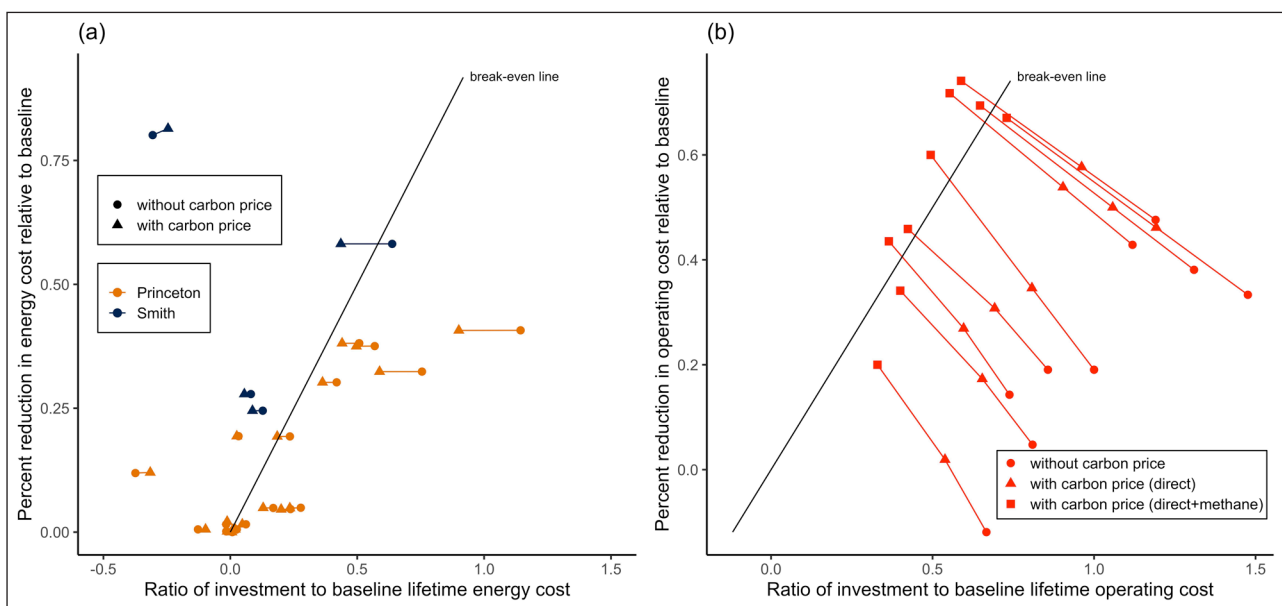 (a)
Percent reduction in energy cost relative to baseline
0.75
0.50
0.25
0.00
break-even line
without carbon price
with carbon price
Princeton
Smith
-0.5
0.0
0.5
1.0
1.5
Ratio of investment to baseline lifetime energy cost
(b)
Percent reduction in operating cost relative to baseline
0.6
0.4
0.2
0.0
break-even line
without carbon price
with carbon price (direct)
with carbon price (direct+methane)
0.0
0.5
1.0
1.5
Ratio of investment to baseline lifetime operating cost